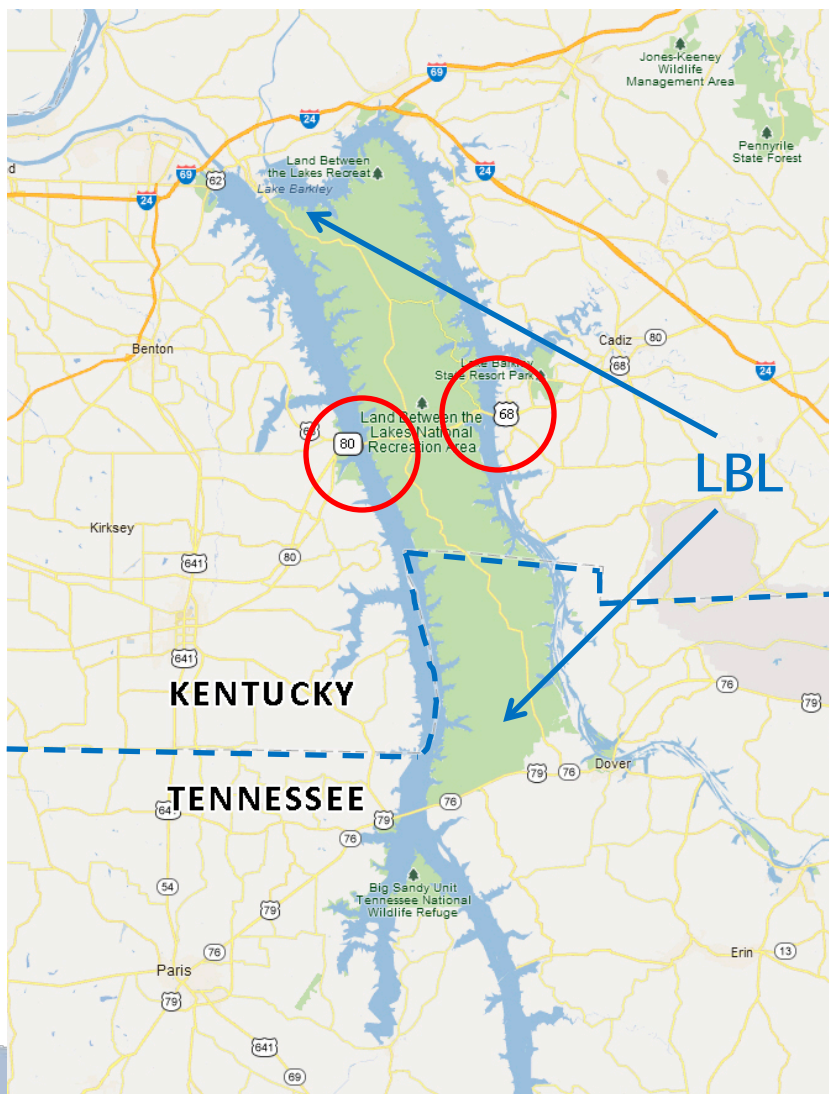 69
Jones-Keeney
Wildlife
Management Area
24
Pennyrile
State Forest
Land Between
the Lakes Recreat
69
62
24
Lake Barkley
24
Benton
Cadiz
80
68
Lake Barkley
State Resort Park
24
68
80
Land Between the
Lakes National
Recreation Area
LBL
Kirksey
80
641
641
KENTUCKY
76
79
Dover
79
76
TENNESSEE
76
79
76
Big Sandy Unit
Tennessee National
Wildlife Refuge
54
79
76
Erin
13
Paris
79
641
69